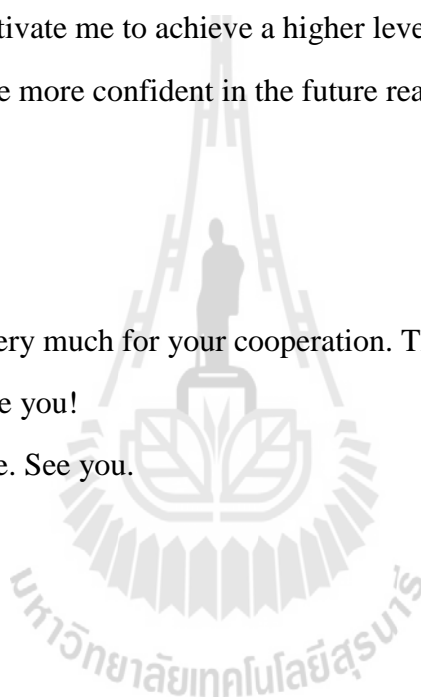 tivate me to achieve a higher leve
e more confident in the future rea
ery much for your cooperation. T
e you!
e. See you.
มหาวิทยาลัยเทคโนโลยีสุรนารี